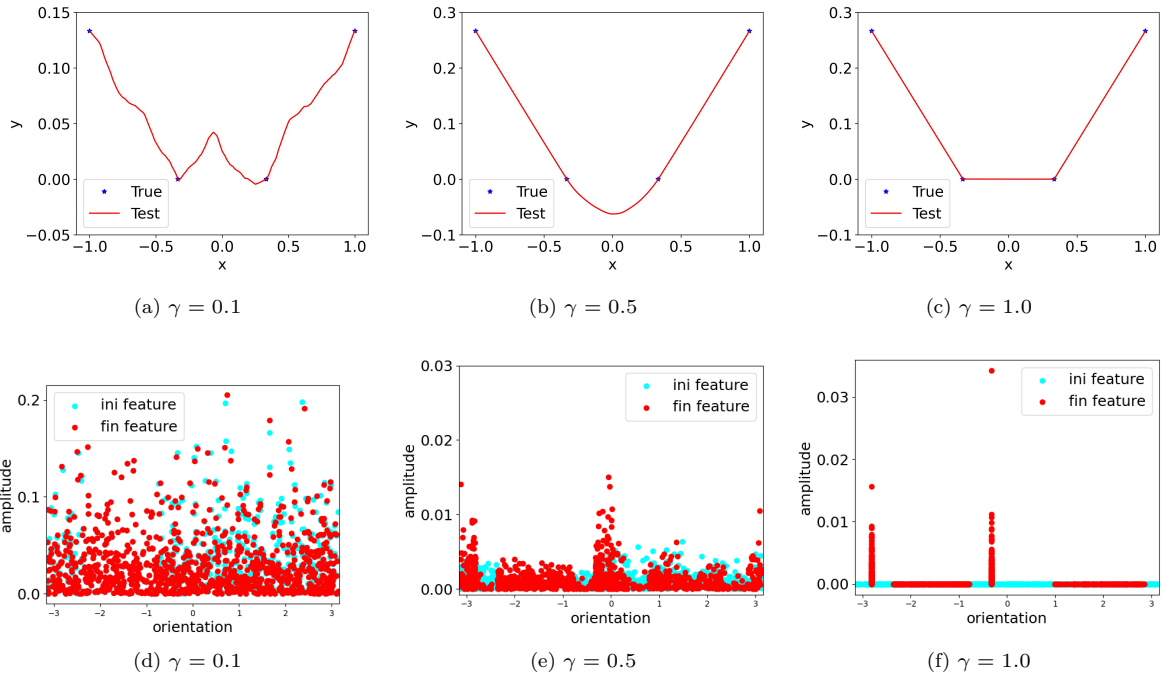 0.15
0.10
0.05
0.00
−0.05
y
True
Test
−1.0 −0.5 0.0 0.5 1.0
x
(a) γ = 0.1
0.3
0.2
0.1
0.0
−0.1
y
True
Test
−1.0 −0.5 0.0 0.5 1.0
x
(b) γ = 0.5
0.3
0.2
0.1
0.0
−0.1
y
True
Test
−1.0 −0.5 0.0 0.5 1.0
x
(c) γ = 1.0
0.2
0.1
0.0
amplitude
ini feature
fin feature
−3 −2 −1 0 1 2 3
orientation
(d) γ = 0.1
0.03
0.02
0.01
0.00
amplitude
ini feature
fin feature
−3 −2 −1 0 1 2 3
orientation
(e) γ = 0.5
0.03
0.02
0.01
0.00
amplitude
ini feature
fin feature
−3 −2 −1 0 1 2 3
orientation
(f) γ = 1.0